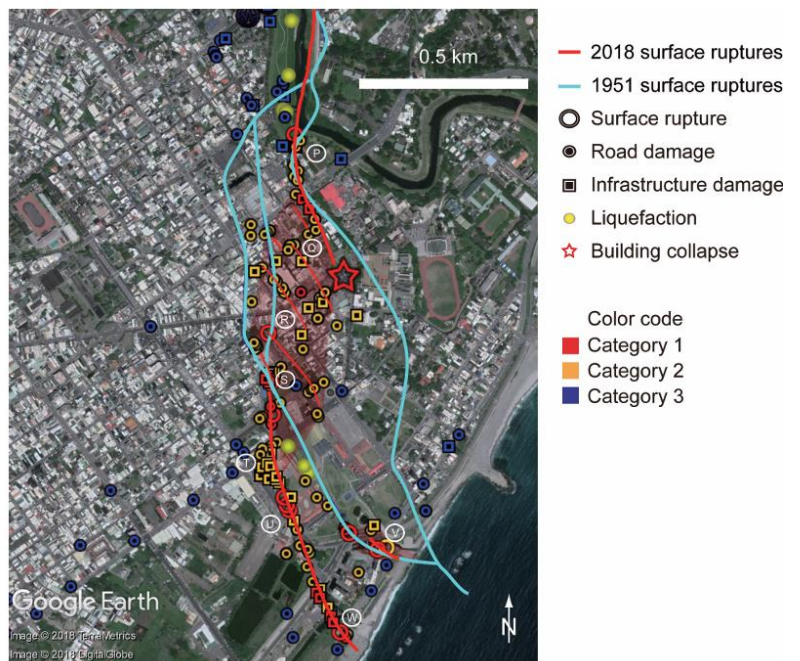 0.5 km
P
Q
R
S
T
U
V
W
Google Earth
Image © 2018 TerraMetrics
Image © 2018 DigitalGlobe
N
2018 surface ruptures
1951 surface ruptures
Surface rupture
Road damage
Infrastructure damage
Liquefaction
Building collapse
Color code
Category 1
Category 2
Category 3